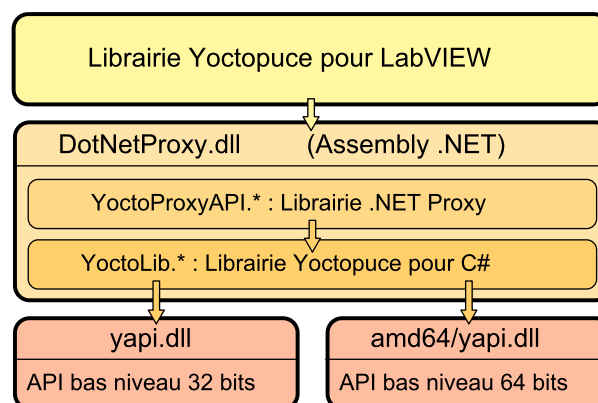 Librairie Yoctopuce pour LabVIEW
DotNetProxy.dll (Assembly .NET)
YoctoProxyAPI.* : Librairie .NET Proxy
YoctoLib.* : Librairie Yoctopuce pour C#
yapi.dll
API bas niveau 32 bits
amd64/yapi.dll
API bas niveau 64 bits